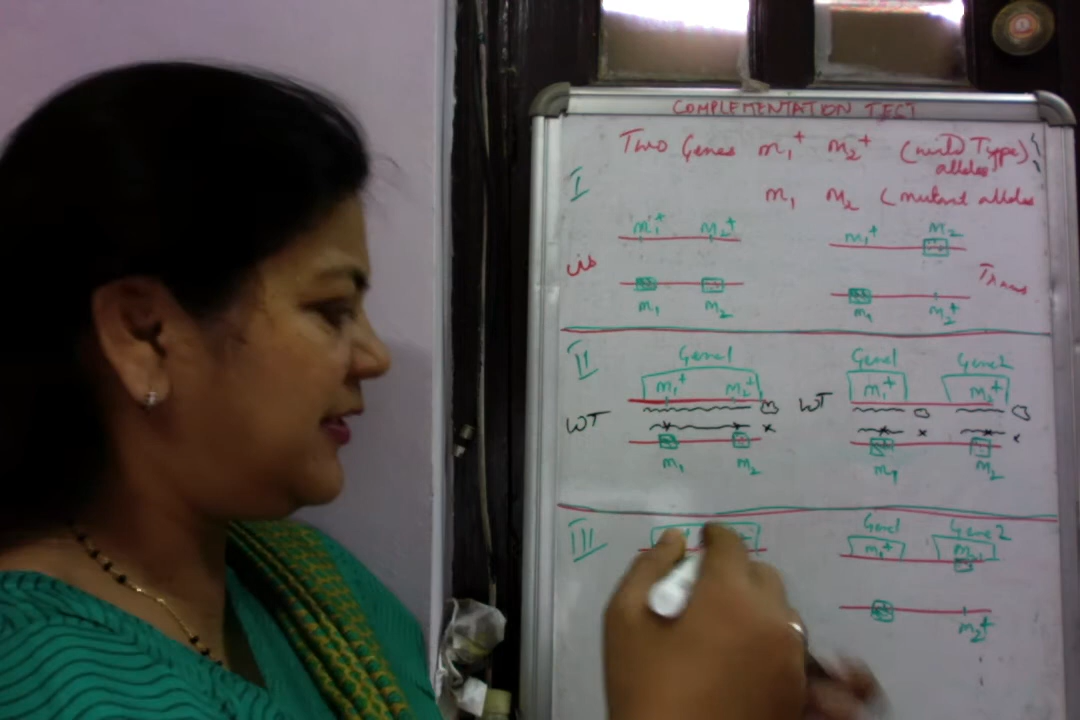 COMPLEMENTATION TEST
Two Genes m₁⁺ m₂⁺ (wild Type)
alleles
I
m₁ m₂ (mutant alleles
m₁⁺ m₂⁺ m₁⁺ m₂
cis Trans
m₁ m₂ m₁ m₂⁺
II Gene1 Gene1 Gene2
m₁⁺ m₂⁺ m₁⁺ m₂⁺
WT WT
m₁ m₂ m₁ m₂
III Gene1 Gene2
m₁⁺ m₂
m₂⁺